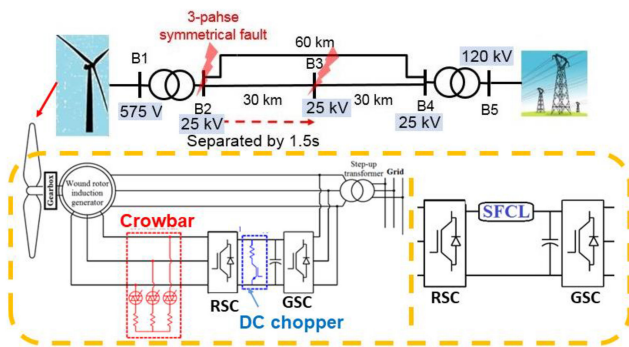 3-pahse
symmetrical fault
60 km
120 kV
B1
B3
575 V
B2
30 km
25 kV
30 km
B4
B5
25 kV
25 kV
Separated by 1.5s
Gearbox
Wound rotor
induction
generator
Step-up
transformer
Grid
Crowbar
RSC
GSC
DC chopper
SFCL
RSC
GSC